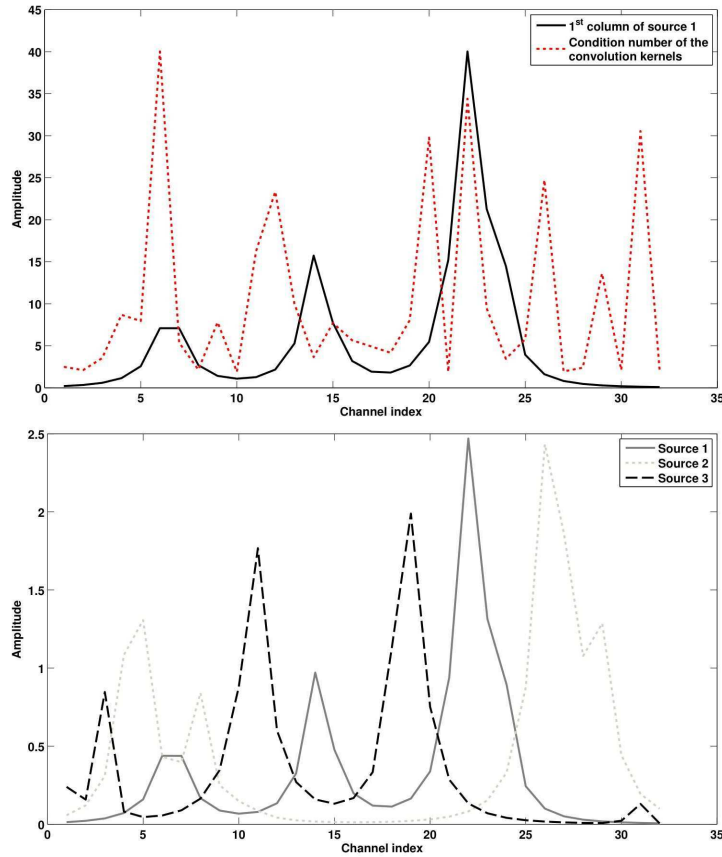 45
40
35
30
25
20
15
10
5
0
Amplitude
1st column of source 1
Condition number of the
convolution kernels
0 5 10 15 20 25 30 35
Channel index
2.5
2
1.5
1
0.5
0
Amplitude
Source 1
Source 2
Source 3
0 5 10 15 20 25 30 35
Channel index